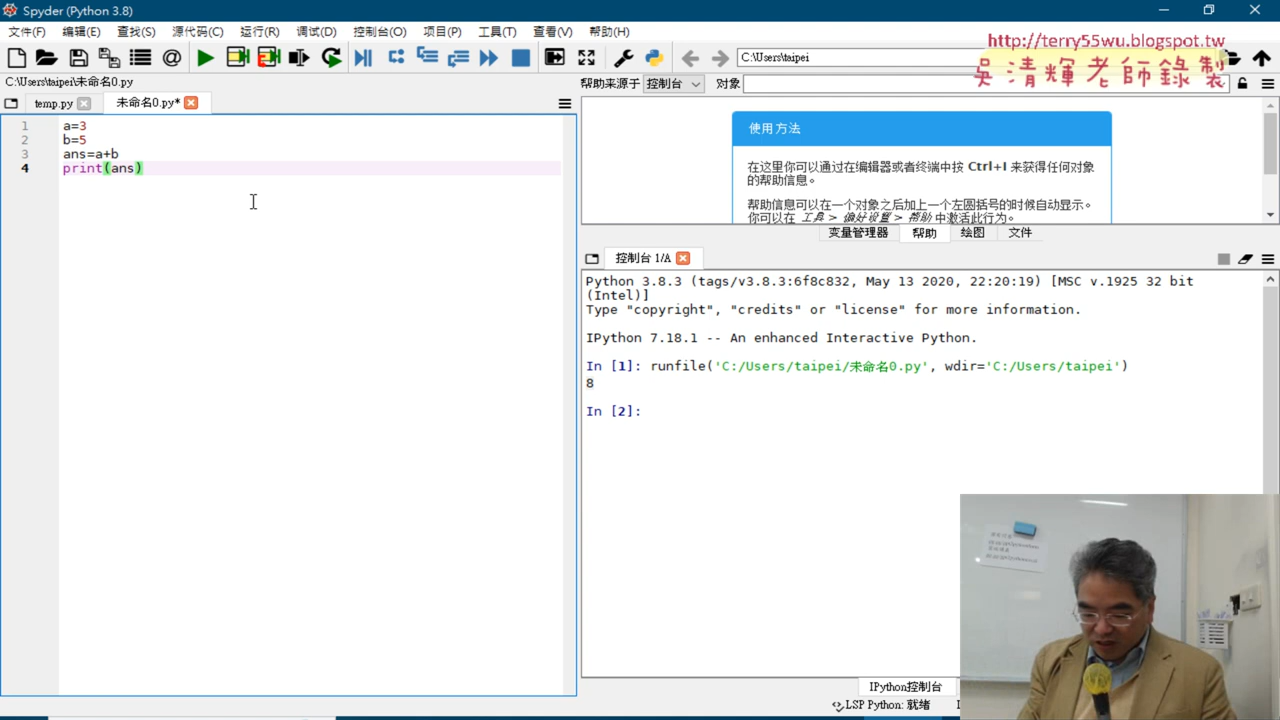 Spyder (Python 3.8)
文件(F) 编辑(E) 查找(S) 源代码(C) 运行(R) 调试(D) 控制台(O) 项目(P) 工具(T) 查看(V) 帮助(H)
http://terry55wu.blogspot.tw
吳清輝老師錄製
C:\Users\taipei
C:\Users\taipei\未命名0.py
帮助来源于 控制台 对象
temp.py 未命名0.py*
1 a=3
2 b=5
3 ans=a+b
4 print(ans)
使用方法
在这里你可以通过在编辑器或者终端中按 Ctrl+I 来获得任何对象
的帮助信息。
帮助信息可以在一个对象之后加上一个左圆括号的时候自动显示。
你可以在 工具 > 偏好设置 > 帮助 中激活此行为。
变量管理器 帮助 绘图 文件
控制台 1/A
Python 3.8.3 (tags/v3.8.3:6f8c832, May 13 2020, 22:20:19) [MSC v.1925 32 bit
(Intel)]
Type "copyright", "credits" or "license" for more information.
IPython 7.18.1 -- An enhanced Interactive Python.
In [1]: runfile('C:/Users/taipei/未命名0.py', wdir='C:/Users/taipei')
8
In [2]:
IPython控制台
LSP Python: 就绪